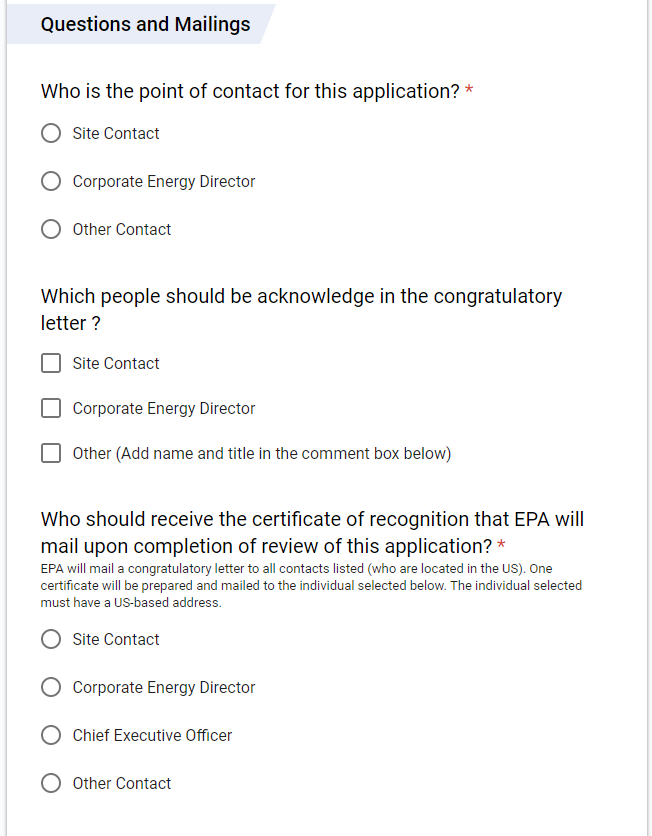 Questions and Mailings
Who is the point of contact for this application? *
Site Contact
Corporate Energy Director
Other Contact
Which people should be acknowledge in the congratulatory
letter ?
Site Contact
Corporate Energy Director
Other (Add name and title in the comment box below)
Who should receive the certificate of recognition that EPA will
mail upon completion of review of this application? *
EPA will mail a congratulatory letter to all contacts listed (who are located in the US). One
certificate will be prepared and mailed to the individual selected below. The individual selected
must have a US-based address.
Site Contact
Corporate Energy Director
Chief Executive Officer
Other Contact